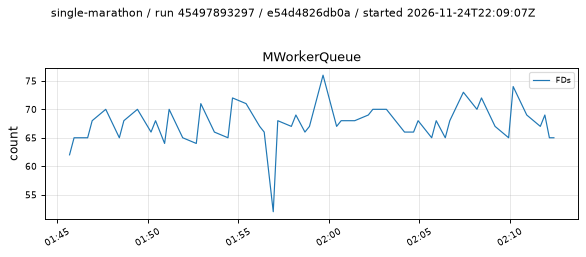 single-marathon / run 45497893297 / e54d4826db0a / started 2026-11-24T22:09:07Z
MWorkerQueue
FDs
count
75
70
65
60
55
01:45
01:50
01:55
02:00
02:05
02:10